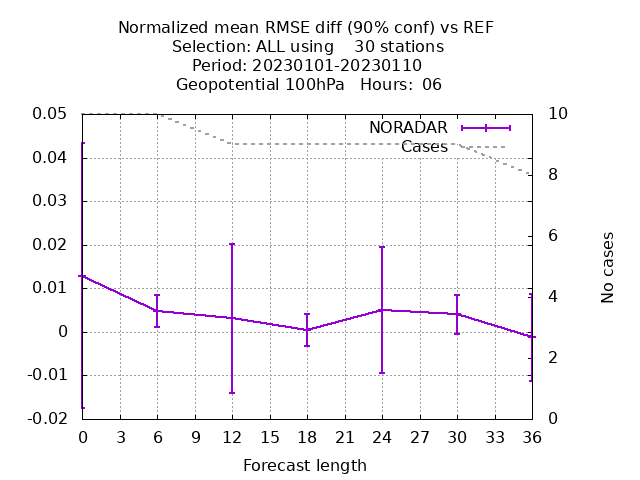 Normalized mean RMSE diff (90% conf) vs REF
Selection: ALL using    30 stations
Period: 20230101-20230110
Geopotential 100hPa   Hours:  06
NORADAR
Cases
0.05
0.04
0.03
0.02
0.01
0
-0.01
-0.02
10
8
6
4
2
0
No cases
0 3 6 9 12 15 18 21 24 27 30 33 36
Forecast length